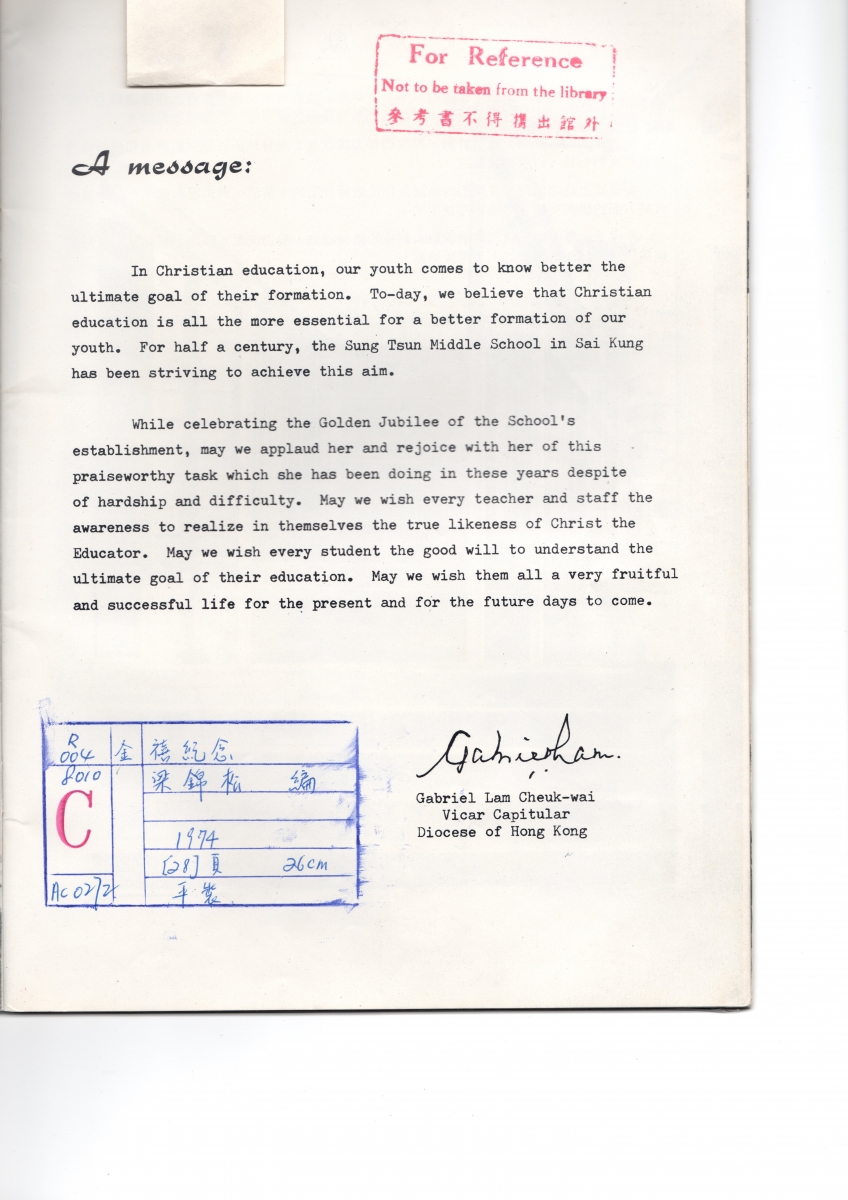 For Reference
Not to be taken from the library
參考書不得携出館外
A message:
In Christian education, our youth comes to know better the
ultimate goal of their formation. To-day, we believe that Christian
education is all the more essential for a better formation of our
youth. For half a century, the Sung Tsun Middle School in Sai Kung
has been striving to achieve this aim.
While celebrating the Golden Jubilee of the School's
establishment, may we applaud her and rejoice with her of this
praiseworthy task which she has been doing in these years despite
of hardship and difficulty. May we wish every teacher and staff the
awareness to realize in themselves the true likeness of Christ the
Educator. May we wish every student the good will to understand the
ultimate goal of their education. May we wish them all a very fruitful
and successful life for the present and for the future days to come.
R 004 金禧紀念
8010 梁錦松 編
C
1974
[28]頁 26cm
AC0272 平裝
Gabriel Lam.
Gabriel Lam Cheuk-wai
Vicar Capitular
Diocese of Hong Kong